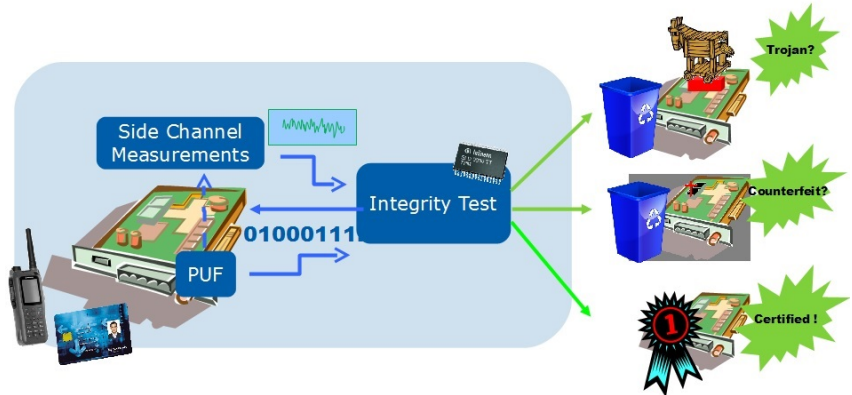 Trojan?
Side Channel
Measurements
Integrity Test
Counterfeit?
01000111
PUF
1
Certified !